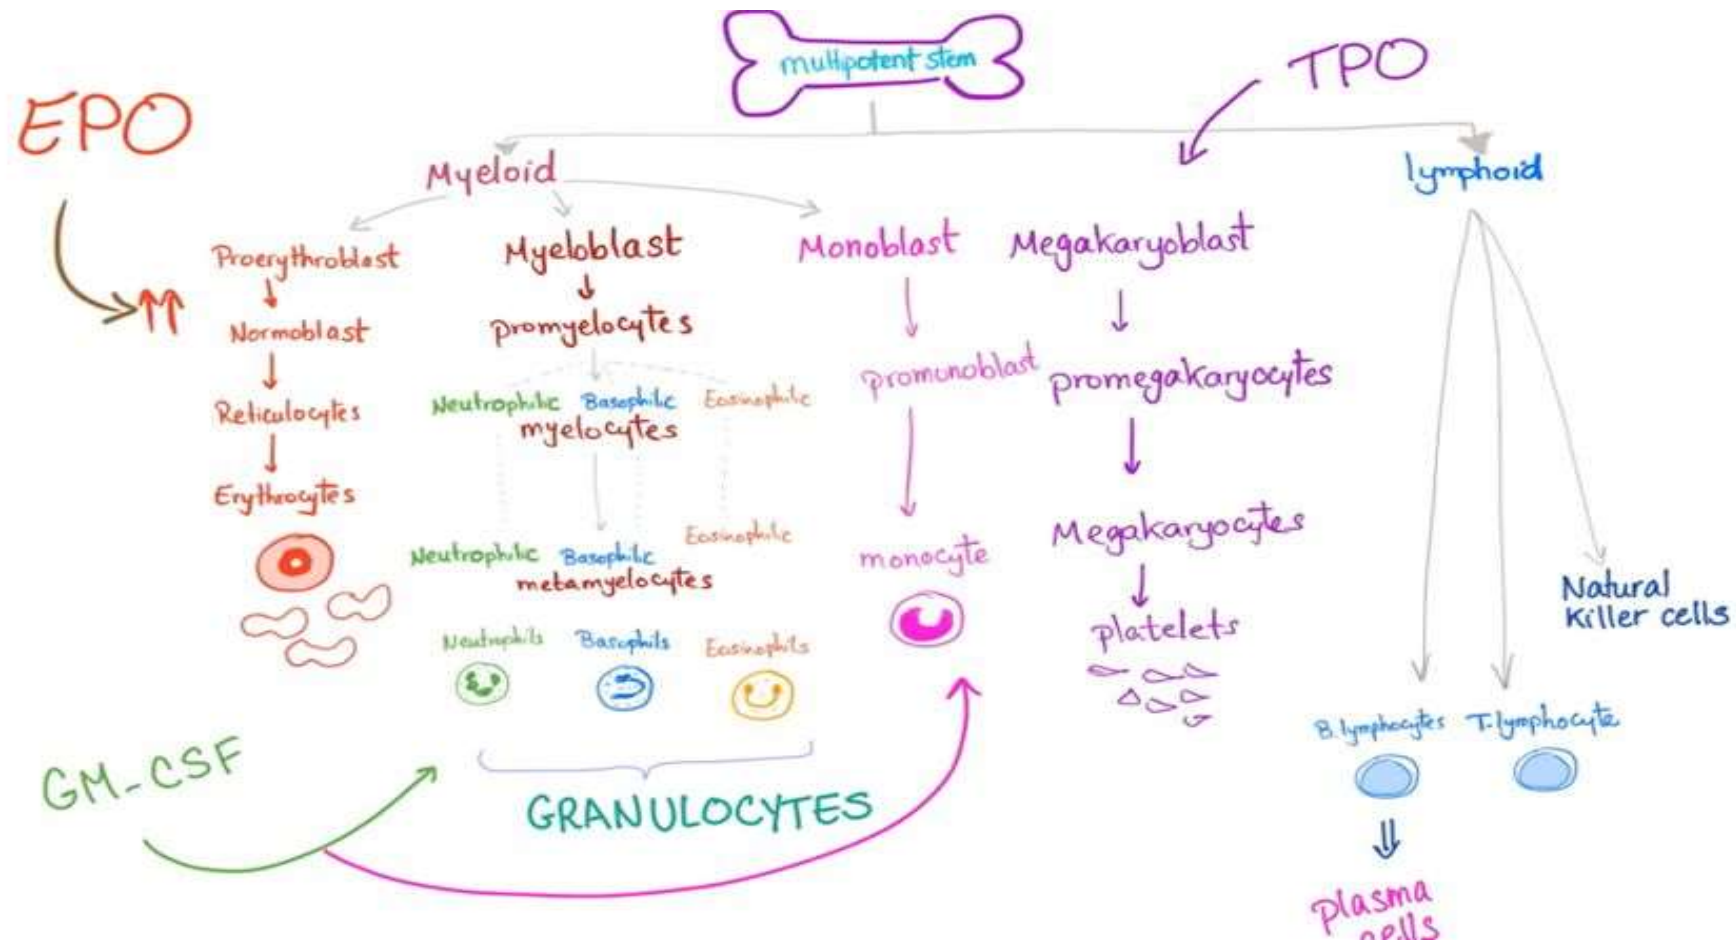 multipotent stem
TPO
EPO
Myeloid
lymphoid
Proerythroblast
Myeloblast
Monoblast
Megakaryoblast
Normoblast
promyelocytes
promonoblast
promegakaryocytes
Reticulocytes
Neutrophilic Basophilic Eosinophilic
myelocytes
Erythrocytes
Megakaryocytes
Eosinophilic
Neutrophilic Basophilic
metamyelocytes
monocyte
Natural
Killer cells
platelets
Neutrophils Basophils Eosinophils
B.lymphocytes T.lymphocyte
GM-CSF
GRANULOCYTES
plasma
cells